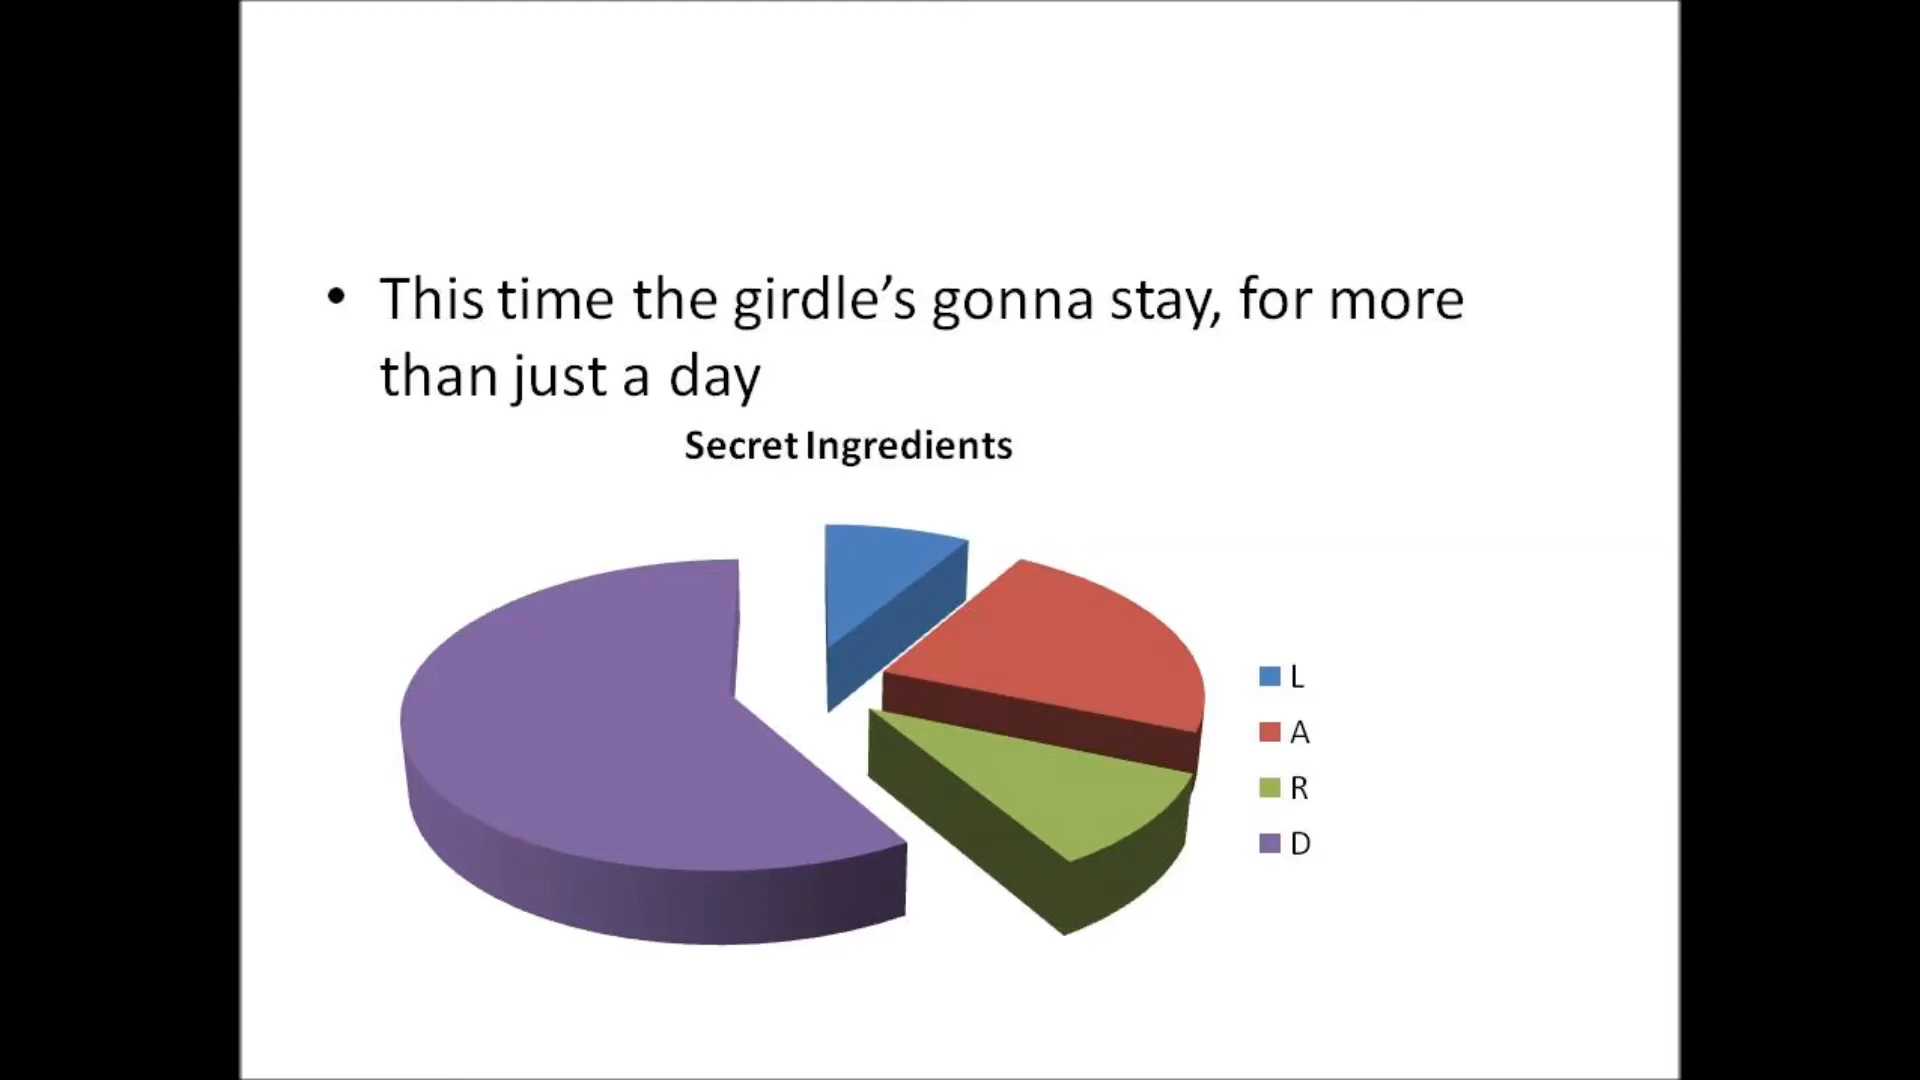 • This time the girdle’s gonna stay, for more
than just a day
Secret Ingredients
L
A
R
D